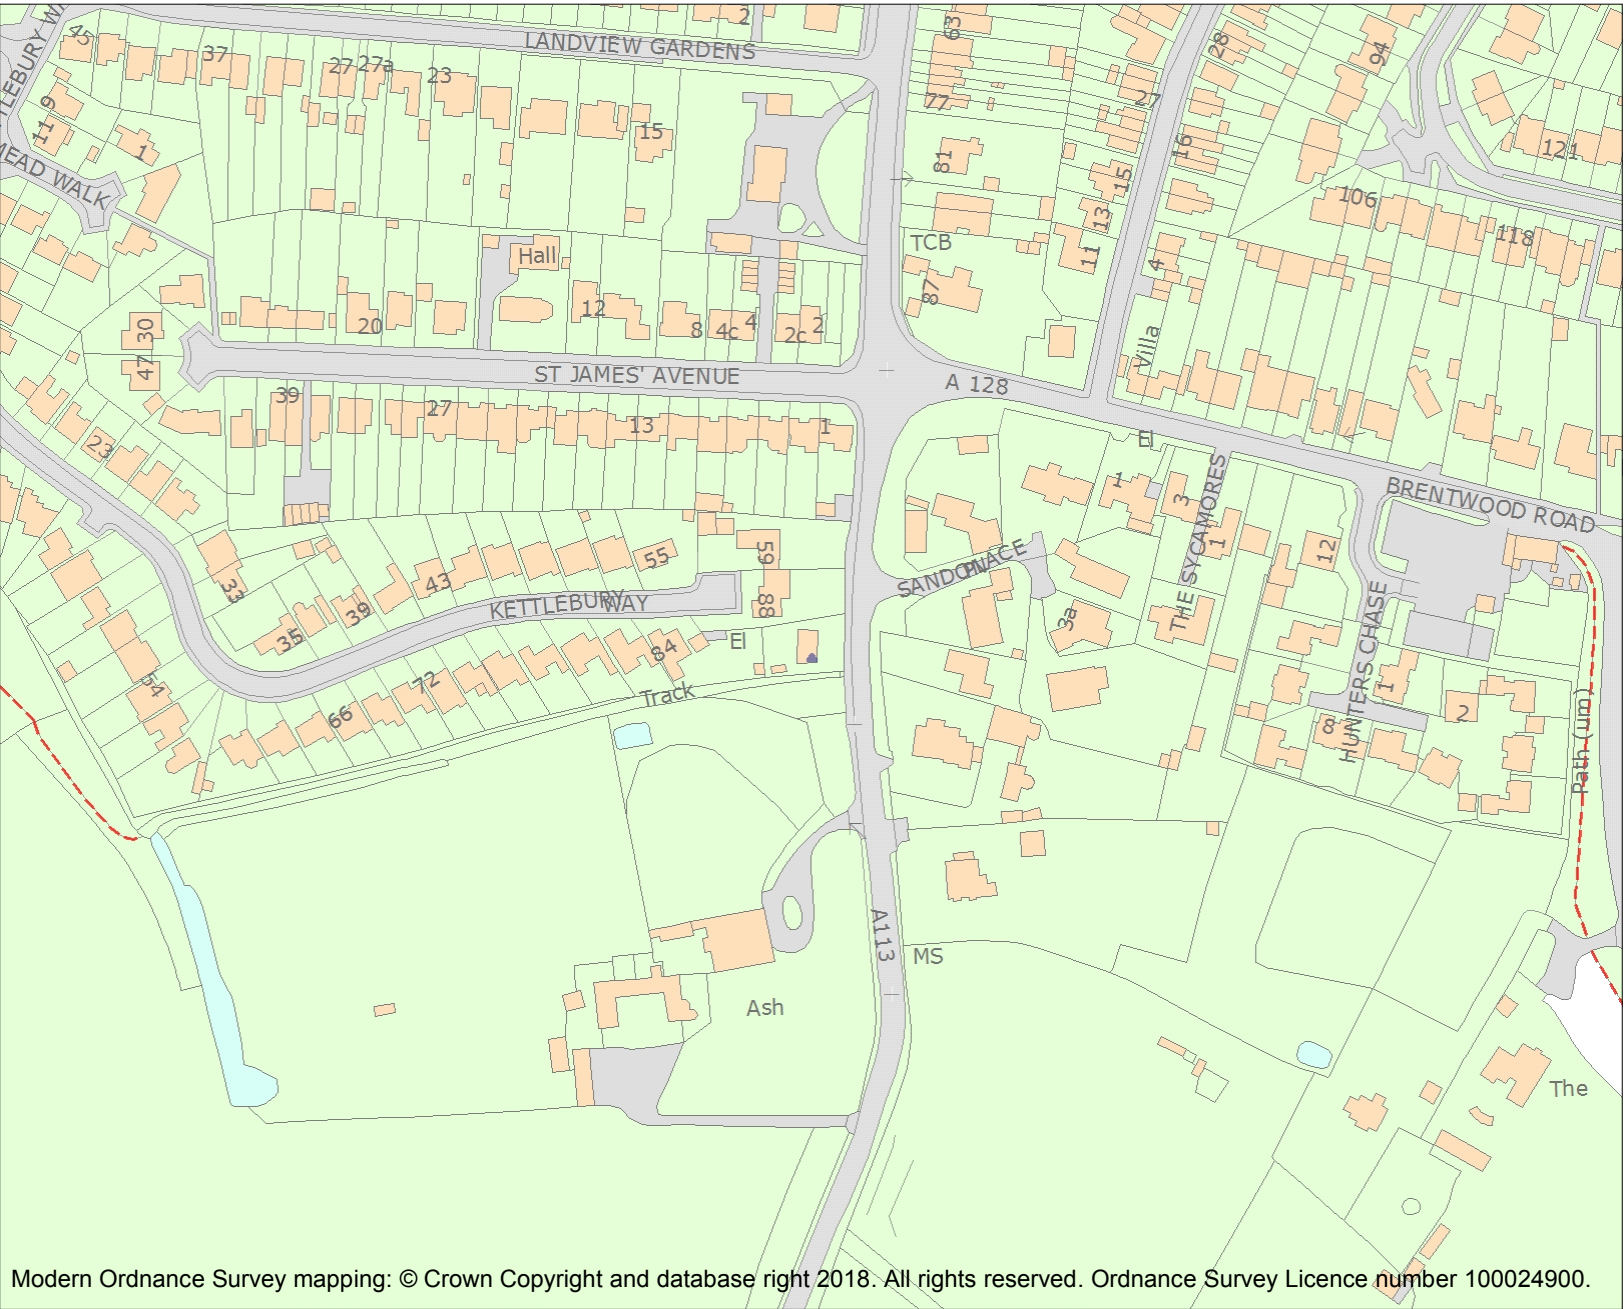 2
63
LANDVIEW GARDENS
45
37
27
27a
23
28
94
9
11
1
MEAD WALK
15
77
27
81
16
121
15
106
13
118
TCB
Hall
11
4
87
12
20
30
8
4c
4
2c
2
Villa
47
ST JAMES' AVENUE
A 128
39
27
13
1
El
23
1
3
THE SYCAMORES
BRENTWOOD ROAD
1
12
59
55
SANDON PLACE
33
43
39
35
KETTLEBURY WAY
88
3a
El
84
HUNTERS CHASE
54
72
Track
66
1
2
8
Path (um)
A113
MS
Ash
The
Modern Ordnance Survey mapping: © Crown Copyright and database right 2018. All rights reserved. Ordnance Survey Licence number 100024900.